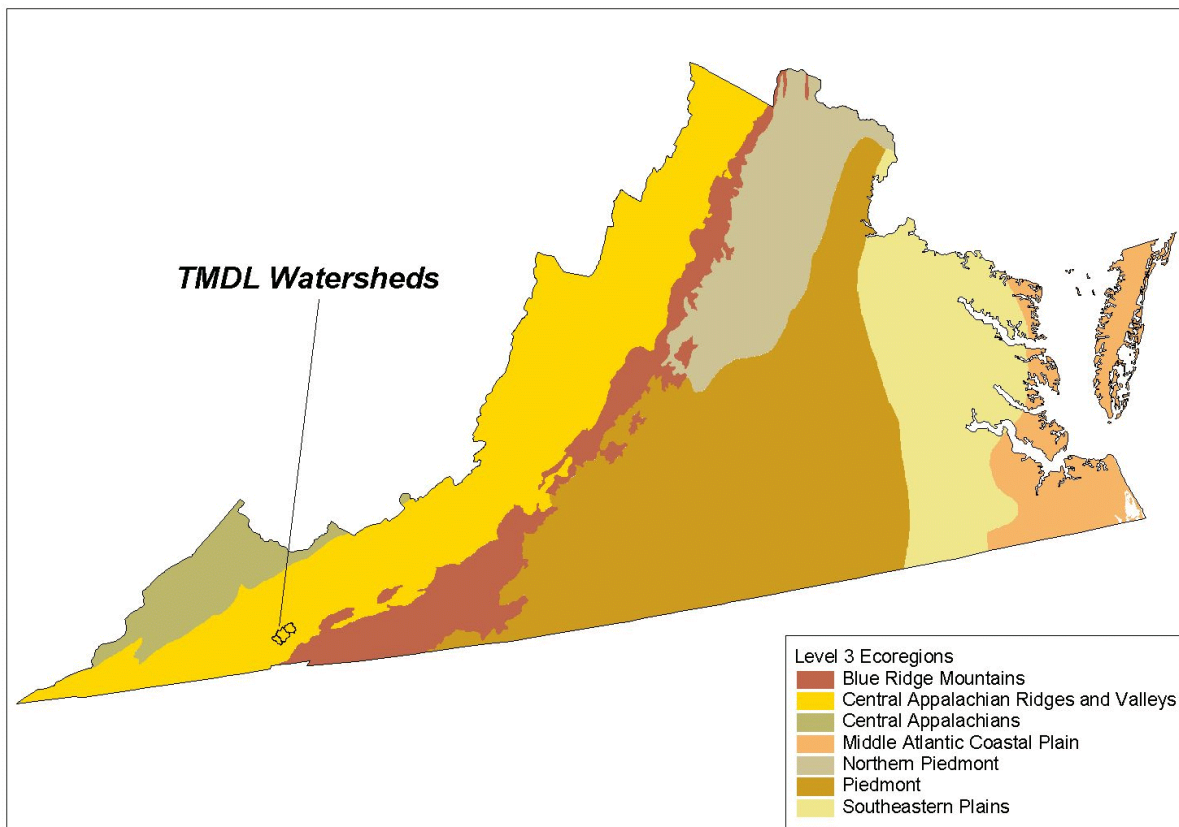 TMDL Watersheds
Level 3 Ecoregions
Blue Ridge Mountains
Central Appalachian Ridges and Valleys
Central Appalachians
Middle Atlantic Coastal Plain
Northern Piedmont
Piedmont
Southeastern Plains